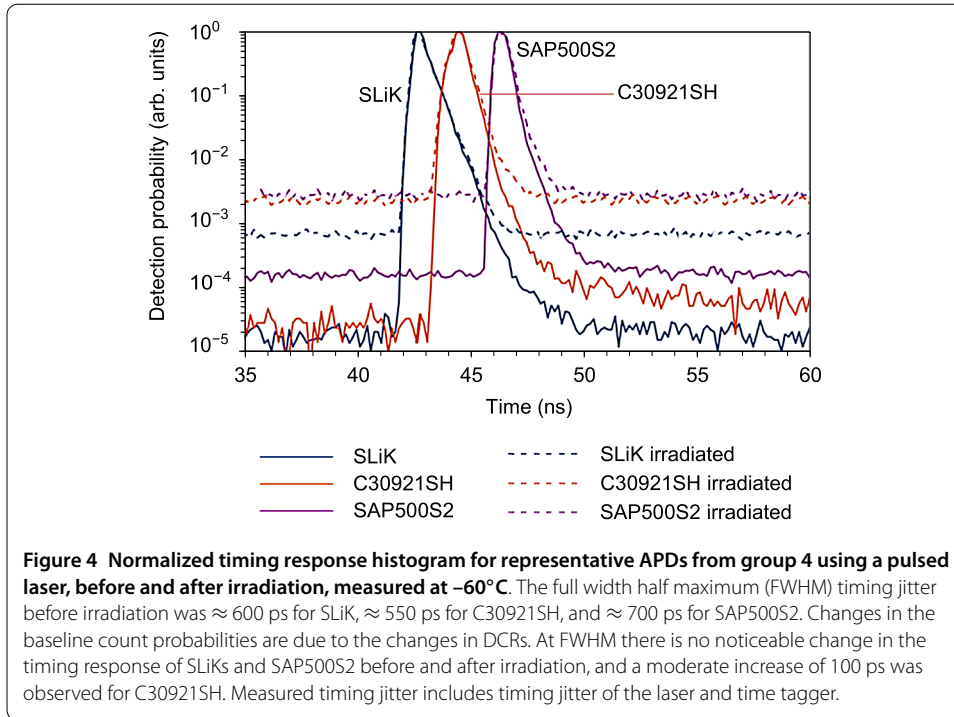 Detection probability (arb. units)
10⁰
10⁻¹
10⁻²
10⁻³
10⁻⁴
10⁻⁵
SLiK
SAP500S2
C30921SH
35 40 45 50 55 60
Time (ns)
SLiK
C30921SH
SAP500S2
SLiK irradiated
C30921SH irradiated
SAP500S2 irradiated
Figure 4 Normalized timing response histogram for representative APDs from group 4 using a pulsed
laser, before and after irradiation, measured at –60°C. The full width half maximum (FWHM) timing jitter
before irradiation was ≈ 600 ps for SLiK, ≈ 550 ps for C30921SH, and ≈ 700 ps for SAP500S2. Changes in the
baseline count probabilities are due to the changes in DCRs. At FWHM there is no noticeable change in the
timing response of SLiKs and SAP500S2 before and after irradiation, and a moderate increase of 100 ps was
observed for C30921SH. Measured timing jitter includes timing jitter of the laser and time tagger.